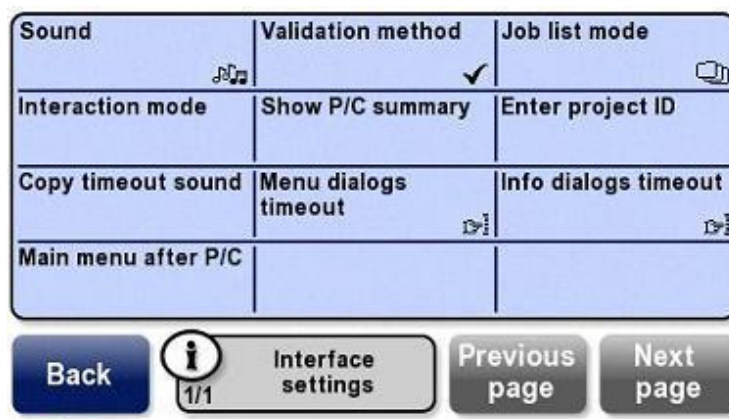 Sound
Validation method
Job list mode
Interaction mode
Show P/C summary
Enter project ID
Copy timeout sound
Menu dialogs
timeout
Info dialogs timeout
Main menu after P/C
Back
i
1/1
Interface
settings
Previous
page
Next
page